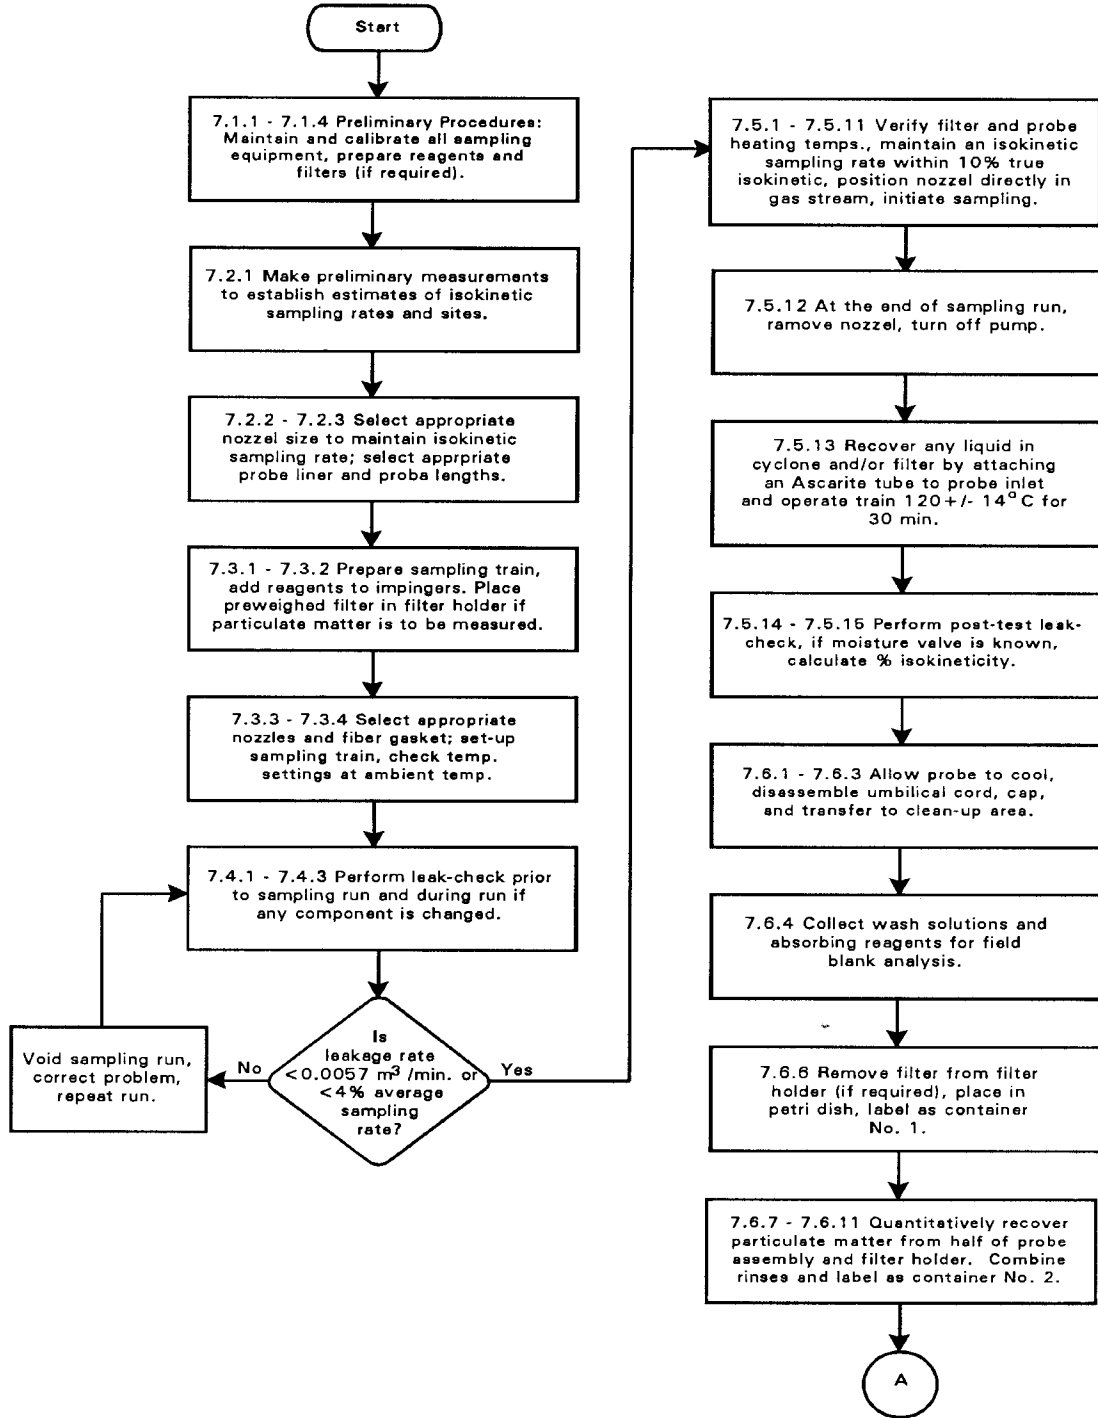 Start
7.1.1 - 7.1.4 Preliminary Procedures:
Maintain and calibrate all sampling
equipment, prepare reagents and
filters (if required).
7.2.1 Make preliminary measurements
to establish estimates of isokinetic
sampling rates and sites.
7.2.2 - 7.2.3 Select appropriate
nozzel size to maintain isokinetic
sampling rate; select apprpriate
probe liner and proba lengths.
7.3.1 - 7.3.2 Prepare sampling train,
add reagents to impingers. Place
preweighed filter in filter holder if
particulate matter is to be measured.
7.3.3 - 7.3.4 Select appropriate
nozzles and fiber gasket; set-up
sampling train, check temp.
settings at ambient temp.
7.4.1 - 7.4.3 Perform leak-check prior
to sampling run and during run if
any component is changed.
Is
leakage rate
<0.0057 m³ /min. or
<4% average
sampling
rate?
No
Yes
Void sampling run,
correct problem,
repeat run.
7.5.1 - 7.5.11 Verify filter and probe
heating temps., maintain an isokinetic
sampling rate within 10% true
isokinetic, position nozzel directly in
gas stream, initiate sampling.
7.5.12 At the end of sampling run,
ramove nozzel, turn off pump.
7.5.13 Recover any liquid in
cyclone and/or filter by attaching
an Ascarite tube to probe inlet
and operate train 120+/- 14°C for
30 min.
7.5.14 - 7.5.15 Perform post-test leak-
check, if moisture valve is known,
calculate % isokineticity.
7.6.1 - 7.6.3 Allow probe to cool,
disassemble umbilical cord, cap,
and transfer to clean-up area.
7.6.4 Collect wash solutions and
absorbing reagents for field
blank analysis.
7.6.6 Remove filter from filter
holder (if required), place in
petri dish, label as container
No. 1.
7.6.7 - 7.6.11 Quantitatively recover
particulate matter from half of probe
assembly and filter holder. Combine
rinses and label as container No. 2.
A